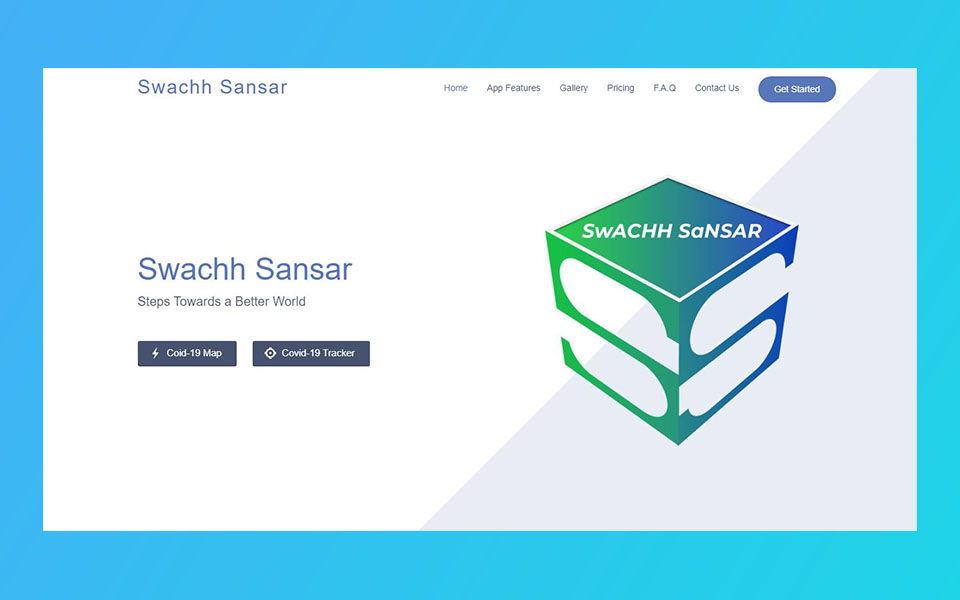 Swachh Sansar
Home App Features Gallery Pricing F.A.Q Contact Us Get Started
SwACHH SaNSAR
Swachh Sansar
Steps Towards a Better World
Coid-19 Map Covid-19 Tracker